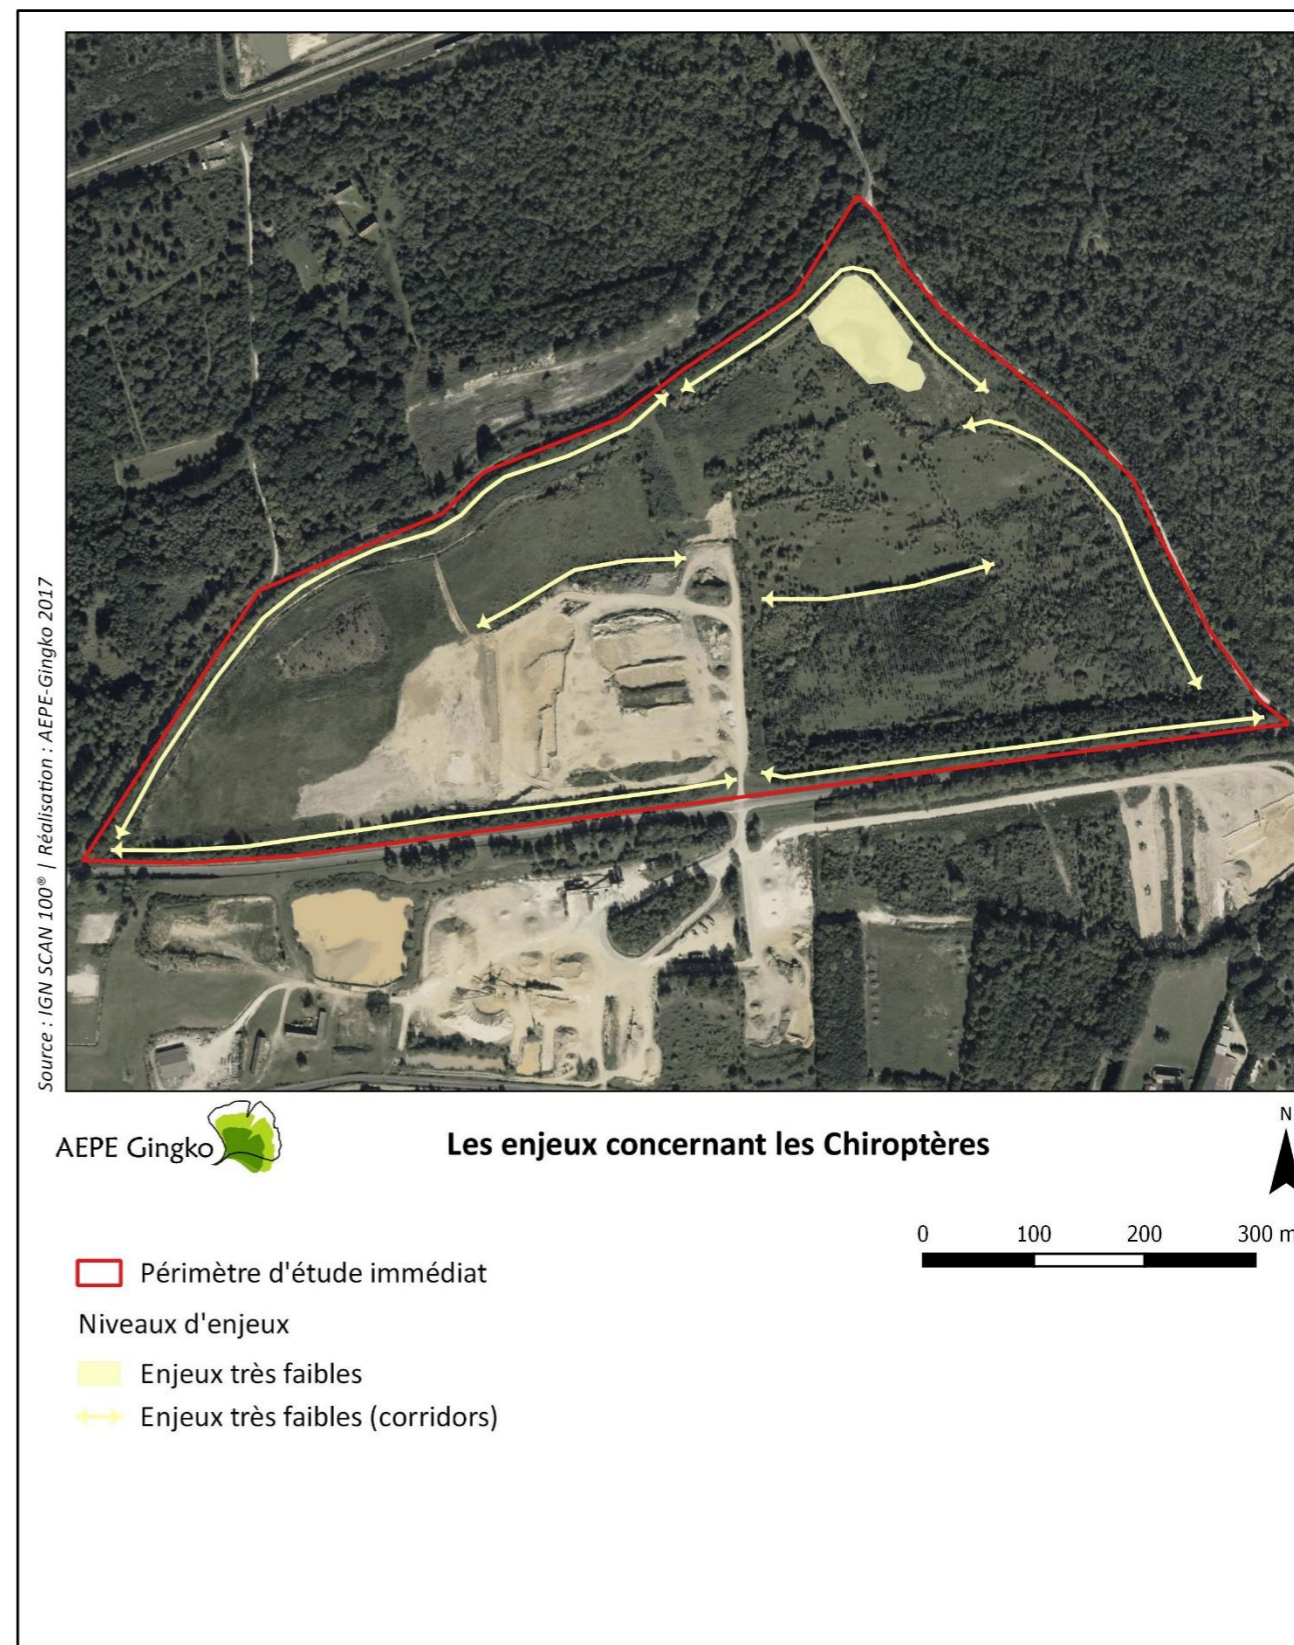 Source : IGN SCAN 100® | Réalisation : AEPE-Gingko 2017
AEPE Gingko
Les enjeux concernant les Chiroptères
N
0 100 200 300 m
Périmètre d'étude immédiat
Niveaux d'enjeux
Enjeux très faibles
Enjeux très faibles (corridors)